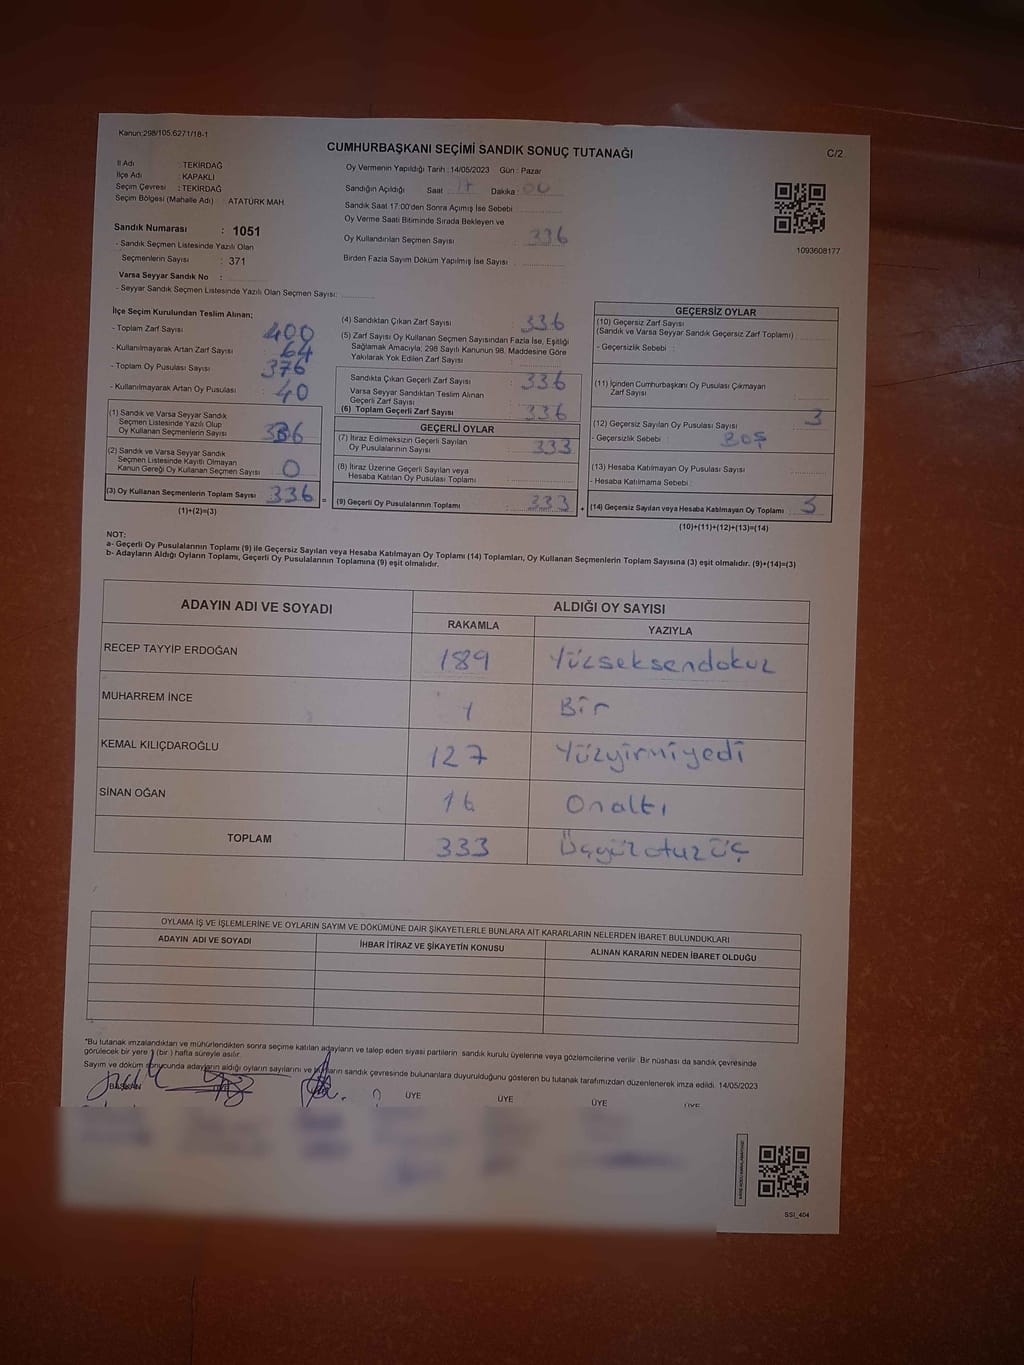 Kanun:298/105.6271/18-1
CUMHURBAŞKANI SEÇİMİ SANDIK SONUÇ TUTANAĞI
C/2
İl Adı : TEKİRDAĞ
İlçe Adı : KAPAKLI
Seçim Çevresi : TEKİRDAĞ
Seçim Bölgesi (Mahalle Adı) : ATATÜRK MAH.
Sandık Numarası : 1051
- Sandık Seçmen Listesinde Yazılı Olan
Seçmenlerin Sayısı : 371
Varsa Seyyar Sandık No :
- Seyyar Sandık Seçmen Listesinde Yazılı Olan Seçmen Sayısı:
Oy Vermenin Yapıldığı Tarih : 14/05/2023 Gün : Pazar
Sandığın Açıldığı Saat 17 Dakika : 00
Sandık Saat 17:00'den Sonra Açımış İse Sebebi
Oy Verme Saati Bitiminde Sırada Bekleyen ve
Oy Kullandırılan Seçmen Sayısı : 336
Birden Fazla Sayım Döküm Yapılmış İse Sayısı :
1093608177
İlçe Seçim Kurulundan Teslim Alınan;
- Toplam Zarf Sayısı : 400
- Kullanılmayarak Artan Zarf Sayısı : 64
- Toplam Oy Pusulası Sayısı : 376
- Kullanılmayarak Artan Oy Pusulası : 40
(1) Sandık ve Varsa Seyyar Sandık
Seçmen Listesinde Yazılı Olup
Oy Kullanan Seçmenlerin Sayısı : 336
(2) Sandık ve Varsa Seyyar Sandık
Seçmen Listesinde Kayıtlı Olmayan
Kanun Gereği Oy Kullanan Seçmen Sayısı : 0
(3) Oy Kullanan Seçmenlerin Toplam Sayısı : 336 =
(1)+(2)=(3)
(4) Sandıktan Çıkan Zarf Sayısı : 336
(5) Zarf Sayısı Oy Kullanan Seçmen Sayısından Fazla İse, Eşitliği
Sağlamak Amacıyla; 298 Sayılı Kanunun 98. Maddesine Göre
Yakılarak Yok Edilen Zarf Sayısı :
Sandıkta Çıkan Geçerli Zarf Sayısı : 336
Varsa Seyyar Sandıktan Teslim Alınan
Geçerli Zarf Sayısı :
(6) Toplam Geçerli Zarf Sayısı : 336
GEÇERLİ OYLAR
(7) İtiraz Edilmeksizin Geçerli Sayılan
Oy Pusulalarının Sayısı : 333
(8) İtiraz Üzerine Geçerli Sayılan veya
Hesaba Katılan Oy Pusulası Toplamı :
(9) Geçerli Oy Pusulalarının Toplamı : 333 +
GEÇERSİZ OYLAR
(10) Geçersiz Zarf Sayısı
(Sandık ve Varsa Seyyar Sandık Geçersiz Zarf Toplamı) :
- Geçersizlik Sebebi :
(11) İçinden Cumhurbaşkanı Oy Pusulası Çıkmayan
Zarf Sayısı :
(12) Geçersiz Sayılan Oy Pusulası Sayısı : 3
- Geçersizlik Sebebi : BOŞ
(13) Hesaba Katılmayan Oy Pusulası Sayısı :
- Hesaba Katılmama Sebebi :
(14) Geçersiz Sayılan veya Hesaba Katılmayan Oy Toplamı : 3
(10)+(11)+(12)+(13)=(14)
NOT:
a- Geçerli Oy Pusulalarının Toplamı (9) ile Geçersiz Sayılan veya Hesaba Katılmayan Oy Toplamı (14) Toplamları, Oy Kullanan Seçmenlerin Toplam Sayısına (3) eşit olmalıdır. (9)+(14)=(3)
b- Adayların Aldığı Oyların Toplamı, Geçerli Oy Pusulalarının Toplamına (9) eşit olmalıdır.
ADAYIN ADI VE SOYADI ALDIĞI OY SAYISI
RAKAMLA YAZIYLA
RECEP TAYYİP ERDOĞAN 189 Yüzseksendokuz
MUHARREM İNCE 1 Bir
KEMAL KILIÇDAROĞLU 127 Yüzyirmiyedi
SİNAN OĞAN 16 Onaltı
TOPLAM 333 Üçyüzotuzüç
OYLAMA İŞ VE İŞLEMLERİNE VE OYLARIN SAYIM VE DÖKÜMÜNE DAİR ŞİKAYETLERLE BUNLARA AİT KARARLARIN NELERDEN İBARET BULUNDUKLARI
ADAYIN ADI VE SOYADI İHBAR İTİRAZ VE ŞİKAYETİN KONUSU ALINAN KARARIN NEDEN İBARET OLDUĞU
*Bu tutanak imzalandıktan ve mühürlendikten sonra seçime katılan adayların ve talep eden siyasi partilerin sandık kurulu üyelerine veya gözlemcilerine verilir. Bir nüshası da sandık çevresinde
görülecek bir yere 1 (bir ) hafta süreyle asılır.
Sayım ve döküm sonucunda adayların aldığı oyların sayılarını ve bunların sandık çevresinde bulunanlara duyurulduğunu gösteren bu tutanak tarafımızdan düzenlenerek imza edildi. 14/05/2023
BAŞKAN ÜYE ÜYE ÜYE ÜYE ÜYE
SSI_404